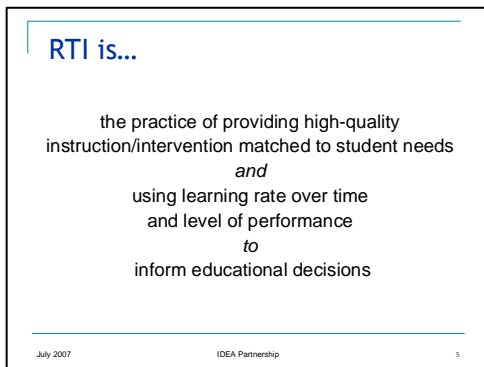 RTI is...
the practice of providing high-quality
instruction/intervention matched to student needs
and
using learning rate over time
and level of performance
to
inform educational decisions
July 2007 IDEA Partnership 5